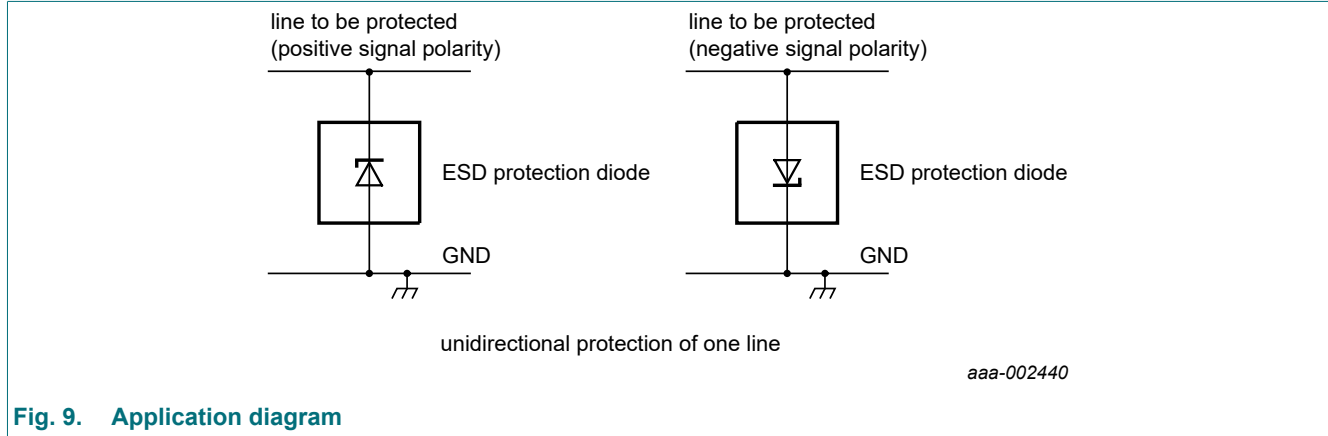 line to be protected
(positive signal polarity)
ESD protection diode
GND
line to be protected
(negative signal polarity)
ESD protection diode
GND
unidirectional protection of one line
aaa-002440
Fig. 9. Application diagram